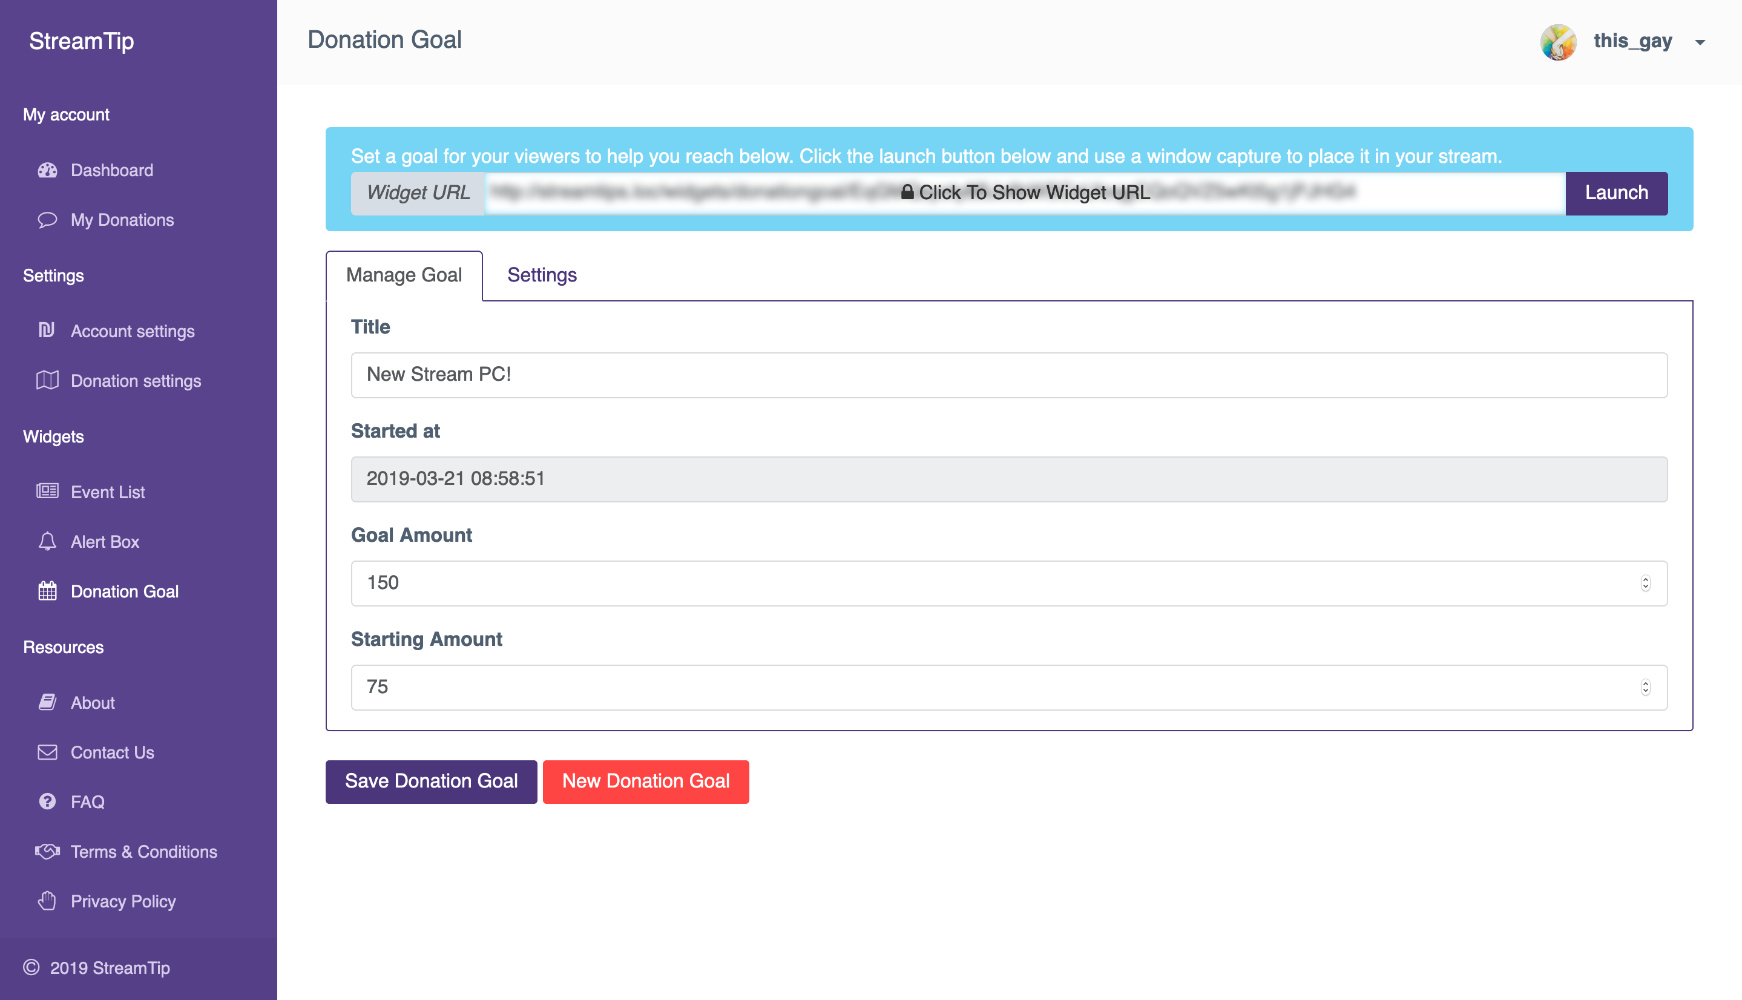 StreamTip
Donation Goal
this_gay
My account
Dashboard
My Donations
Settings
Account settings
Donation settings
Widgets
Event List
Alert Box
Donation Goal
Resources
About
Contact Us
FAQ
Terms & Conditions
Privacy Policy
© 2019 StreamTip
Set a goal for your viewers to help you reach below. Click the launch button below and use a window capture to place it in your stream.
Widget URL
Click To Show Widget URL
Launch
Manage Goal
Settings
Title
New Stream PC!
Started at
2019-03-21 08:58:51
Goal Amount
150
Starting Amount
75
Save Donation Goal
New Donation Goal